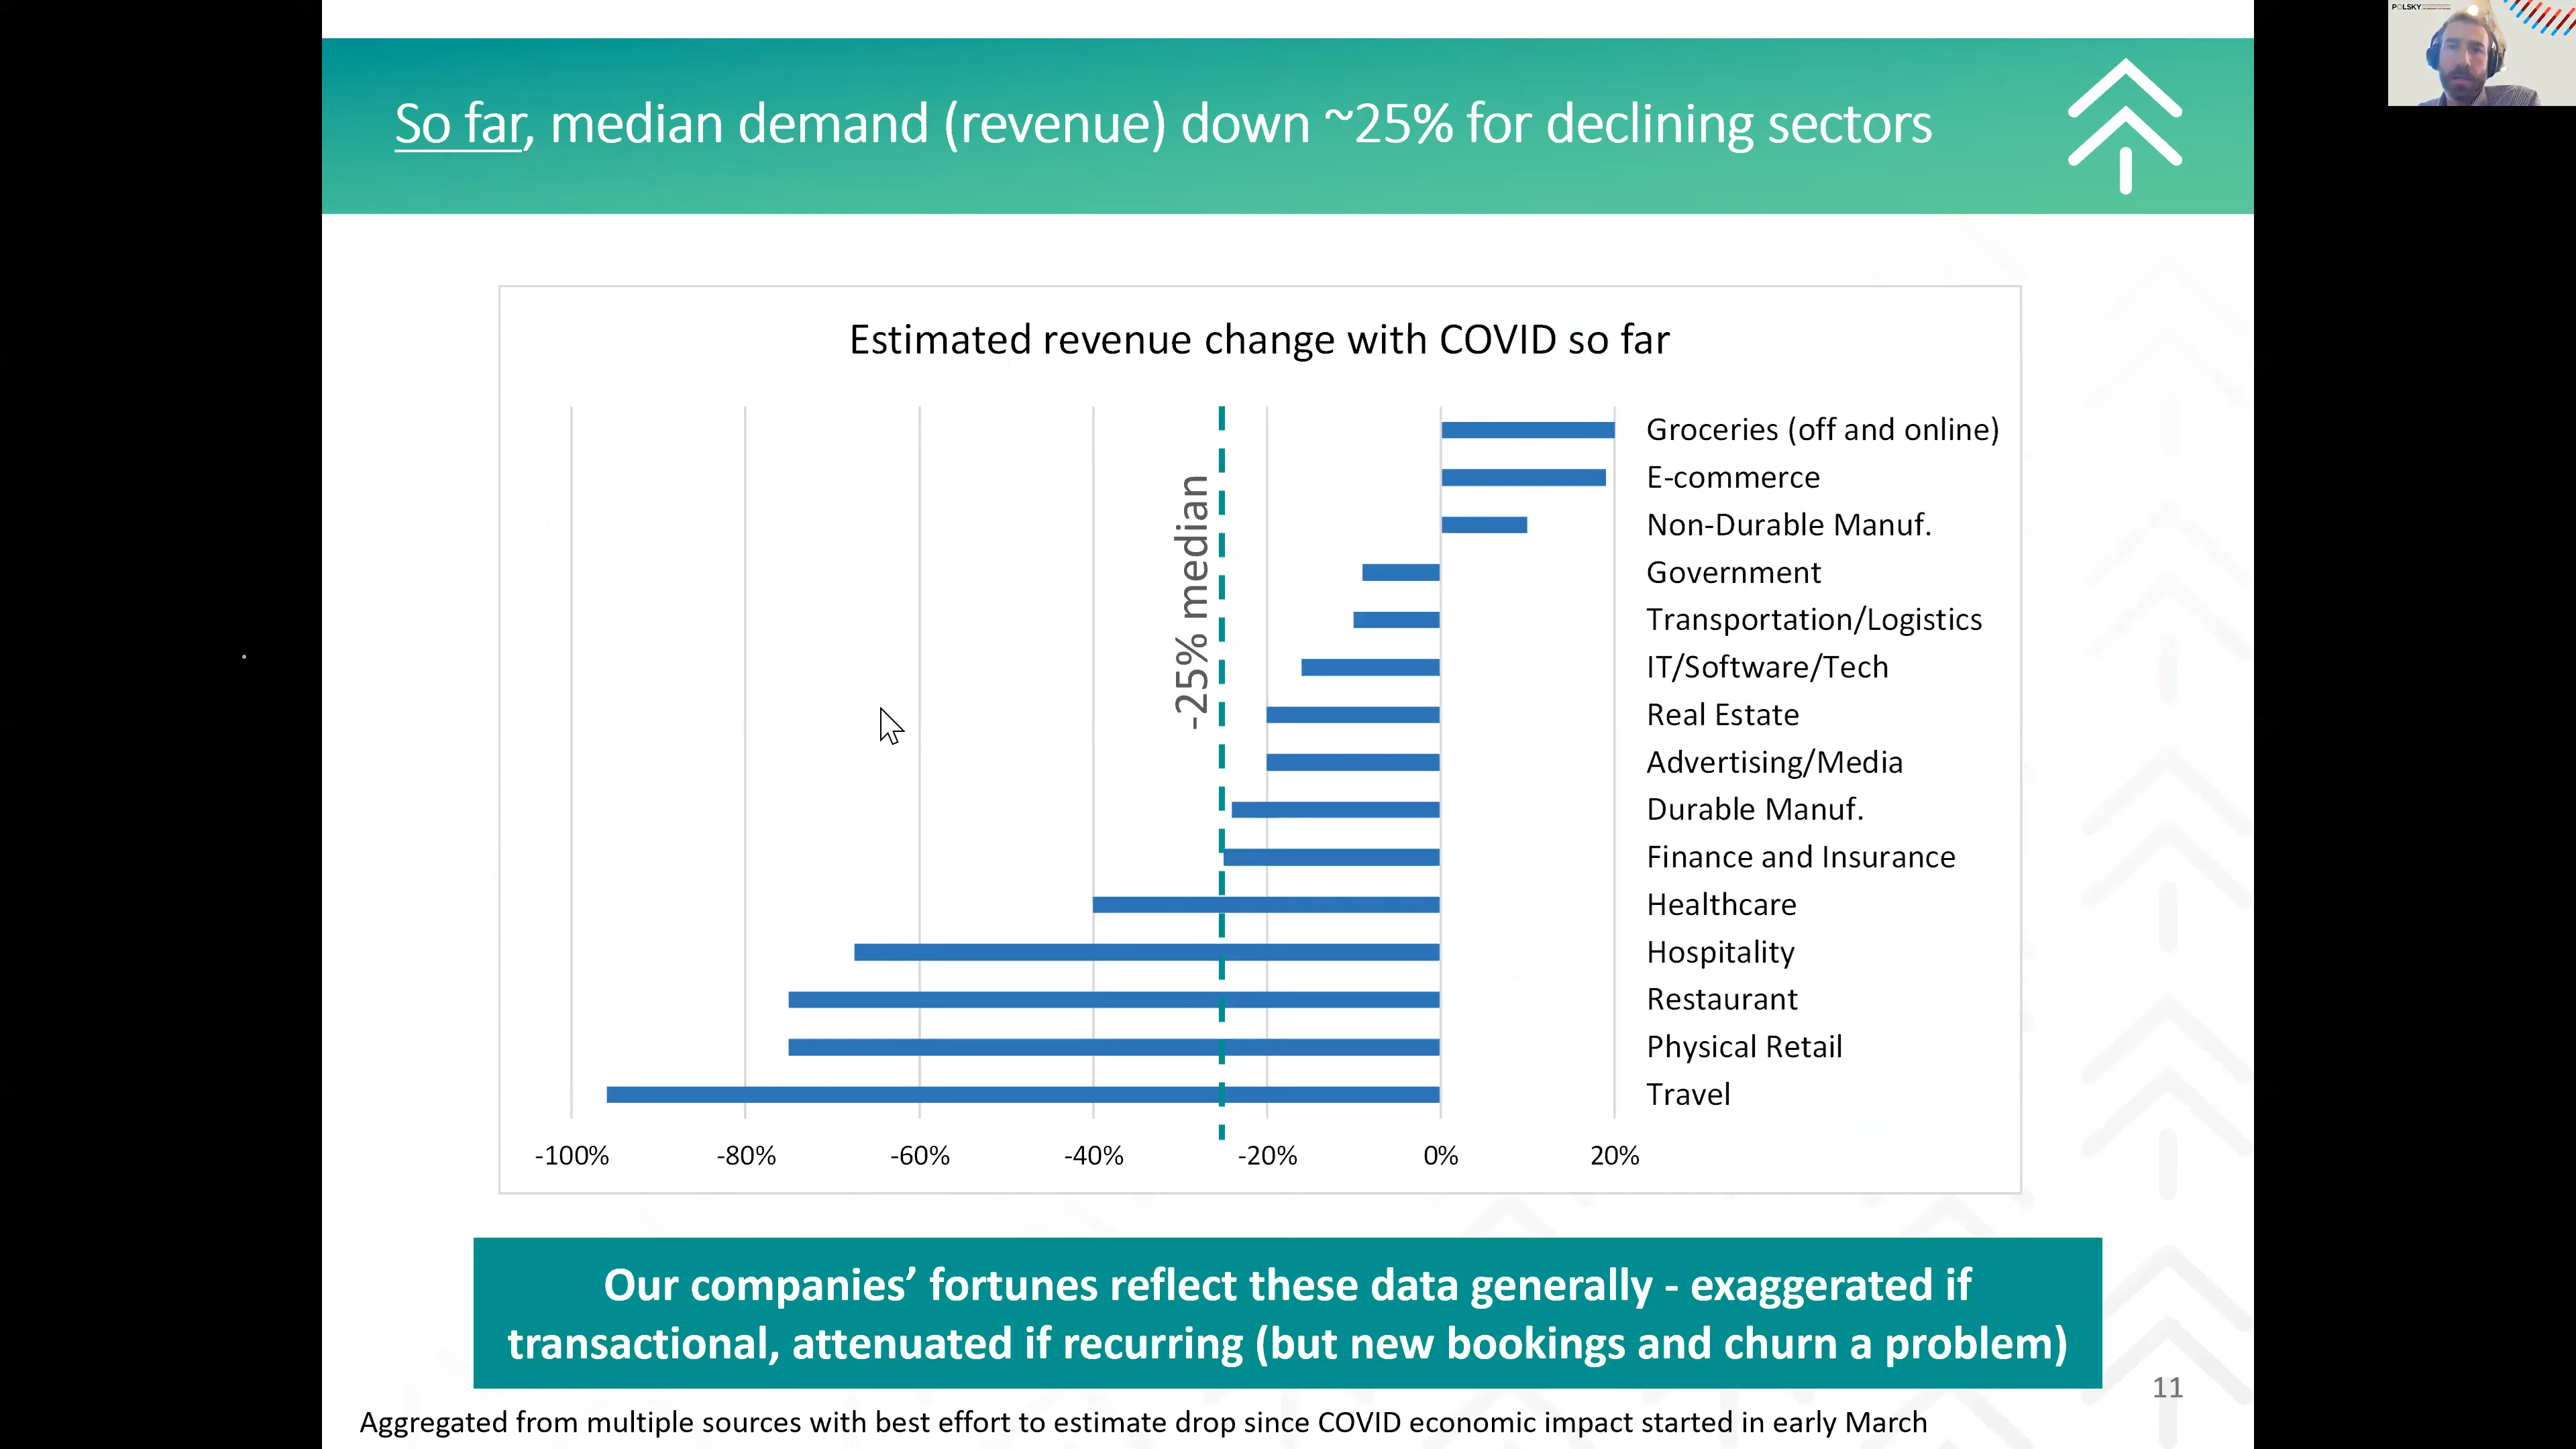 POLSKY
So far, median demand (revenue) down ~25% for declining sectors
Estimated revenue change with COVID so far
-25% median
Groceries (off and online)
E-commerce
Non-Durable Manuf.
Government
Transportation/Logistics
IT/Software/Tech
Real Estate
Advertising/Media
Durable Manuf.
Finance and Insurance
Healthcare
Hospitality
Restaurant
Physical Retail
Travel
-100% -80% -60% -40% -20% 0% 20%
Our companies’ fortunes reflect these data generally - exaggerated if
transactional, attenuated if recurring (but new bookings and churn a problem)
11
Aggregated from multiple sources with best effort to estimate drop since COVID economic impact started in early March